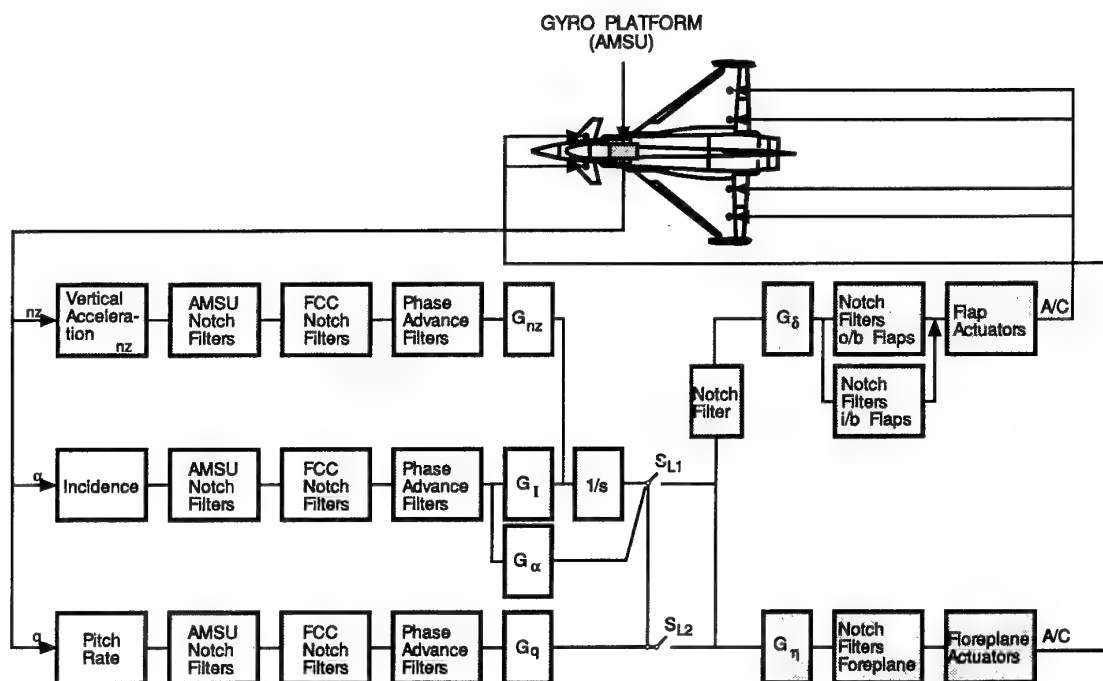 GYRO PLATFORM
(AMSU)
nz
Vertical
Accelera-
tion
nz
AMSU
Notch
Filters
FCC
Notch
Filters
Phase
Advance
Filters
Gnz
Gδ
Notch
Filters
o/b Flaps
Flap
Actuators
A/C
Notch
Filter
Notch
Filters
i/b Flaps
α
Incidence
AMSU
Notch
Filters
FCC
Notch
Filters
Phase
Advance
Filters
GI
1/s
SL1
Gα
q
Pitch
Rate
AMSU
Notch
Filters
FCC
Notch
Filters
Phase
Advance
Filters
Gq
SL2
Gη
Notch
Filters
Foreplane
Floreplane
Actuators
A/C